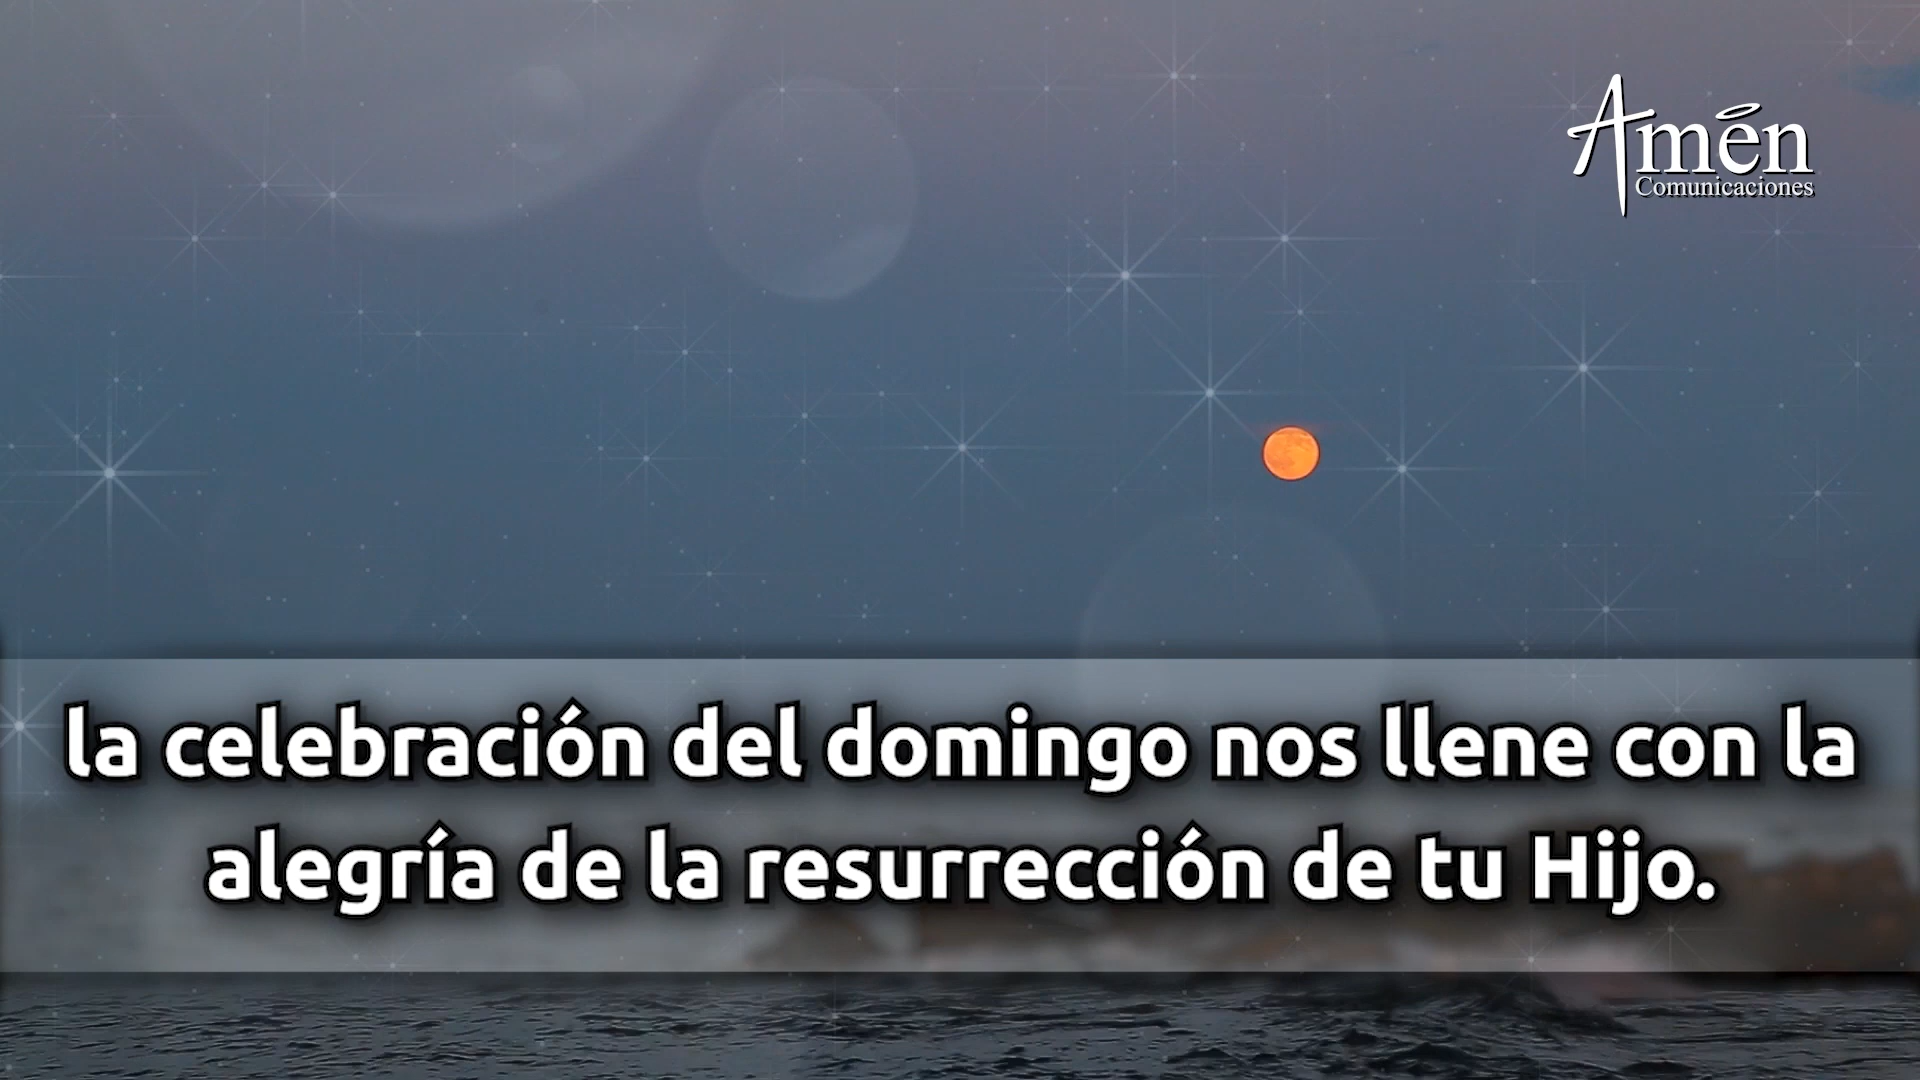 Amén
Comunicaciones
la celebración del domingo nos llene con la
alegría de la resurrección de tu Hijo.